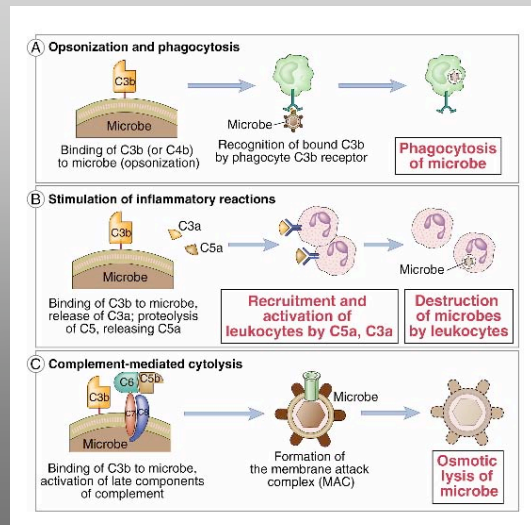 A Opsonization and phagocytosis
C3b
Microbe
Binding of C3b (or C4b)
to microbe (opsonization)
Microbe
Recognition of bound C3b
by phagocyte C3b receptor
Phagocytosis
of microbe
B Stimulation of inflammatory reactions
C3b
C3a
C5a
Microbe
Binding of C3b to microbe,
release of C3a; proteolysis
of C5, releasing C5a
Recruitment and
activation of
leukocytes by C5a, C3a
Microbe
Destruction
of microbes
by leukocytes
C Complement-mediated cytolysis
C3b
C6
C5b
C7
C8
Microbe
Binding of C3b to microbe,
activation of late components
of complement
Microbe
Formation of
the membrane attack
complex (MAC)
Osmotic
lysis of
microbe